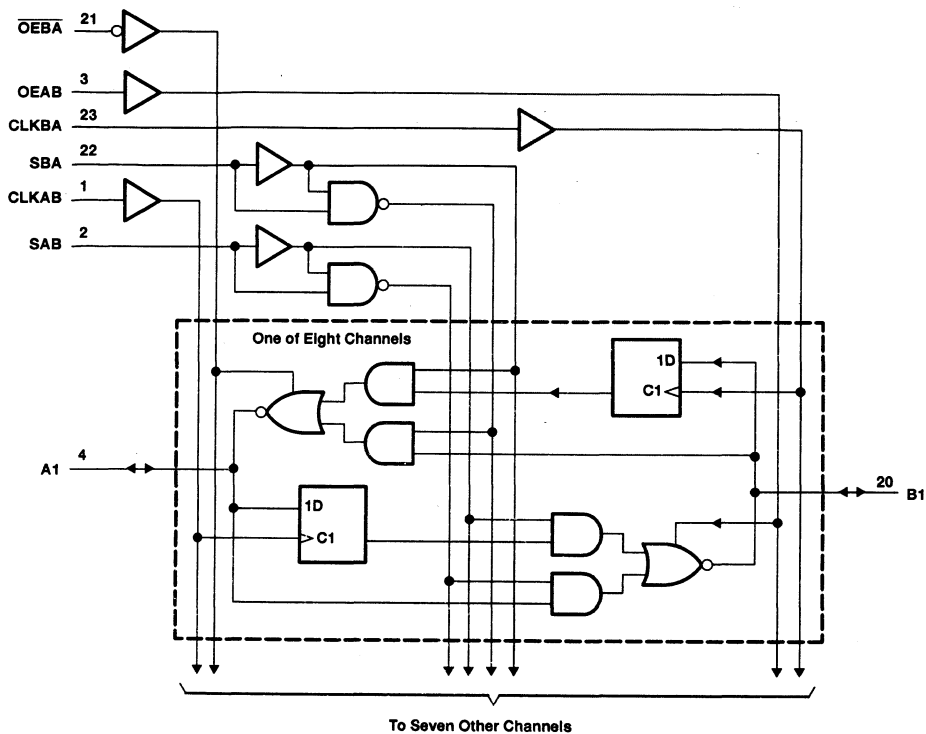 OEBA 21
OEAB 3
CLKBA 23
SBA 22
CLKAB 1
SAB 2
One of Eight Channels
1D
C1
A1 4
20 B1
1D
C1
To Seven Other Channels